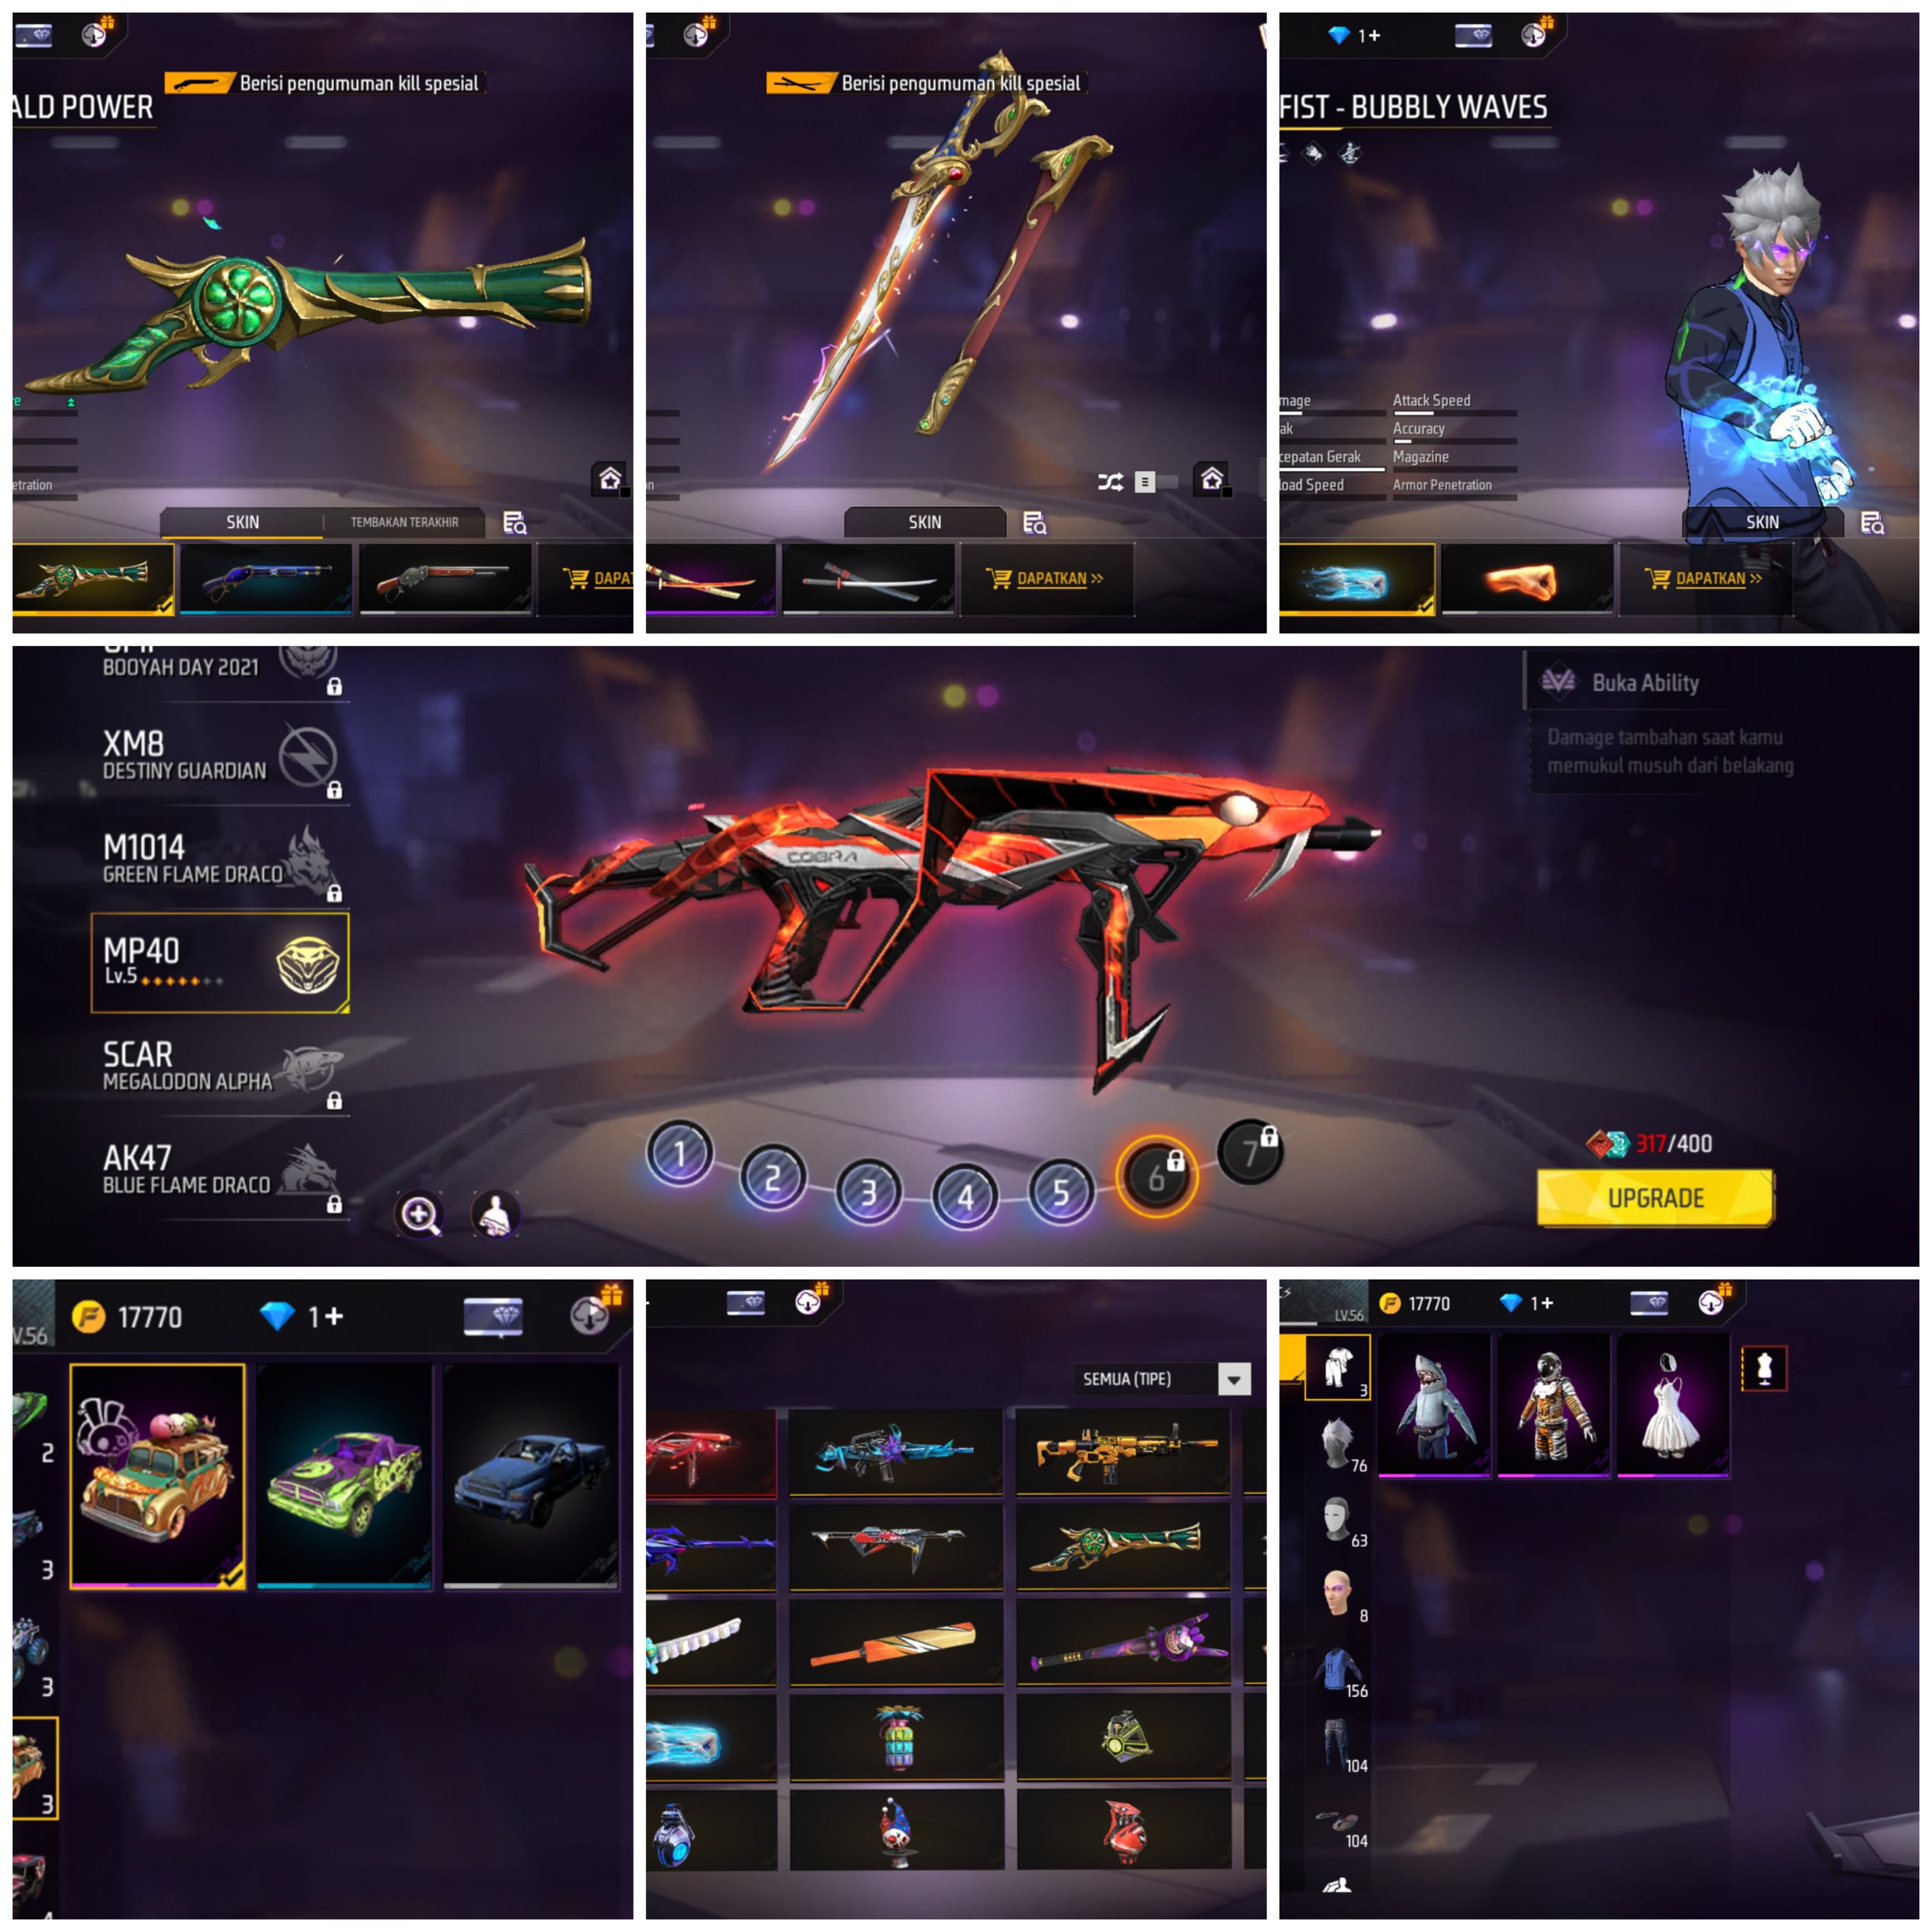 ALD POWER
Berisi pengumuman kill spesial
etration
SKIN
TEMBAKAN TERAKHIR
DAPAT
Berisi pengumuman kill spesial
SKIN
DAPATKAN >>
1+
FIST - BUBBLY WAVES
mage
Attack Speed
ak
Accuracy
cepatan Gerak
Magazine
load Speed
Armor Penetration
SKIN
DAPATKAN >>
BOOYAH DAY 2021
XM8
DESTINY GUARDIAN
M1014
GREEN FLAME DRACO
MP40
Lv.5
SCAR
MEGALODON ALPHA
AK47
BLUE FLAME DRACO
COBRA
1
2
3
4
5
6
7
Buka Ability
Damage tambahan saat kamu
memukul musuh dari belakang
317/400
UPGRADE
V.56
17770
1+
2
3
3
3
SEMUA (TIPE)
LV.56
17770
1+
3
76
63
8
156
104
104